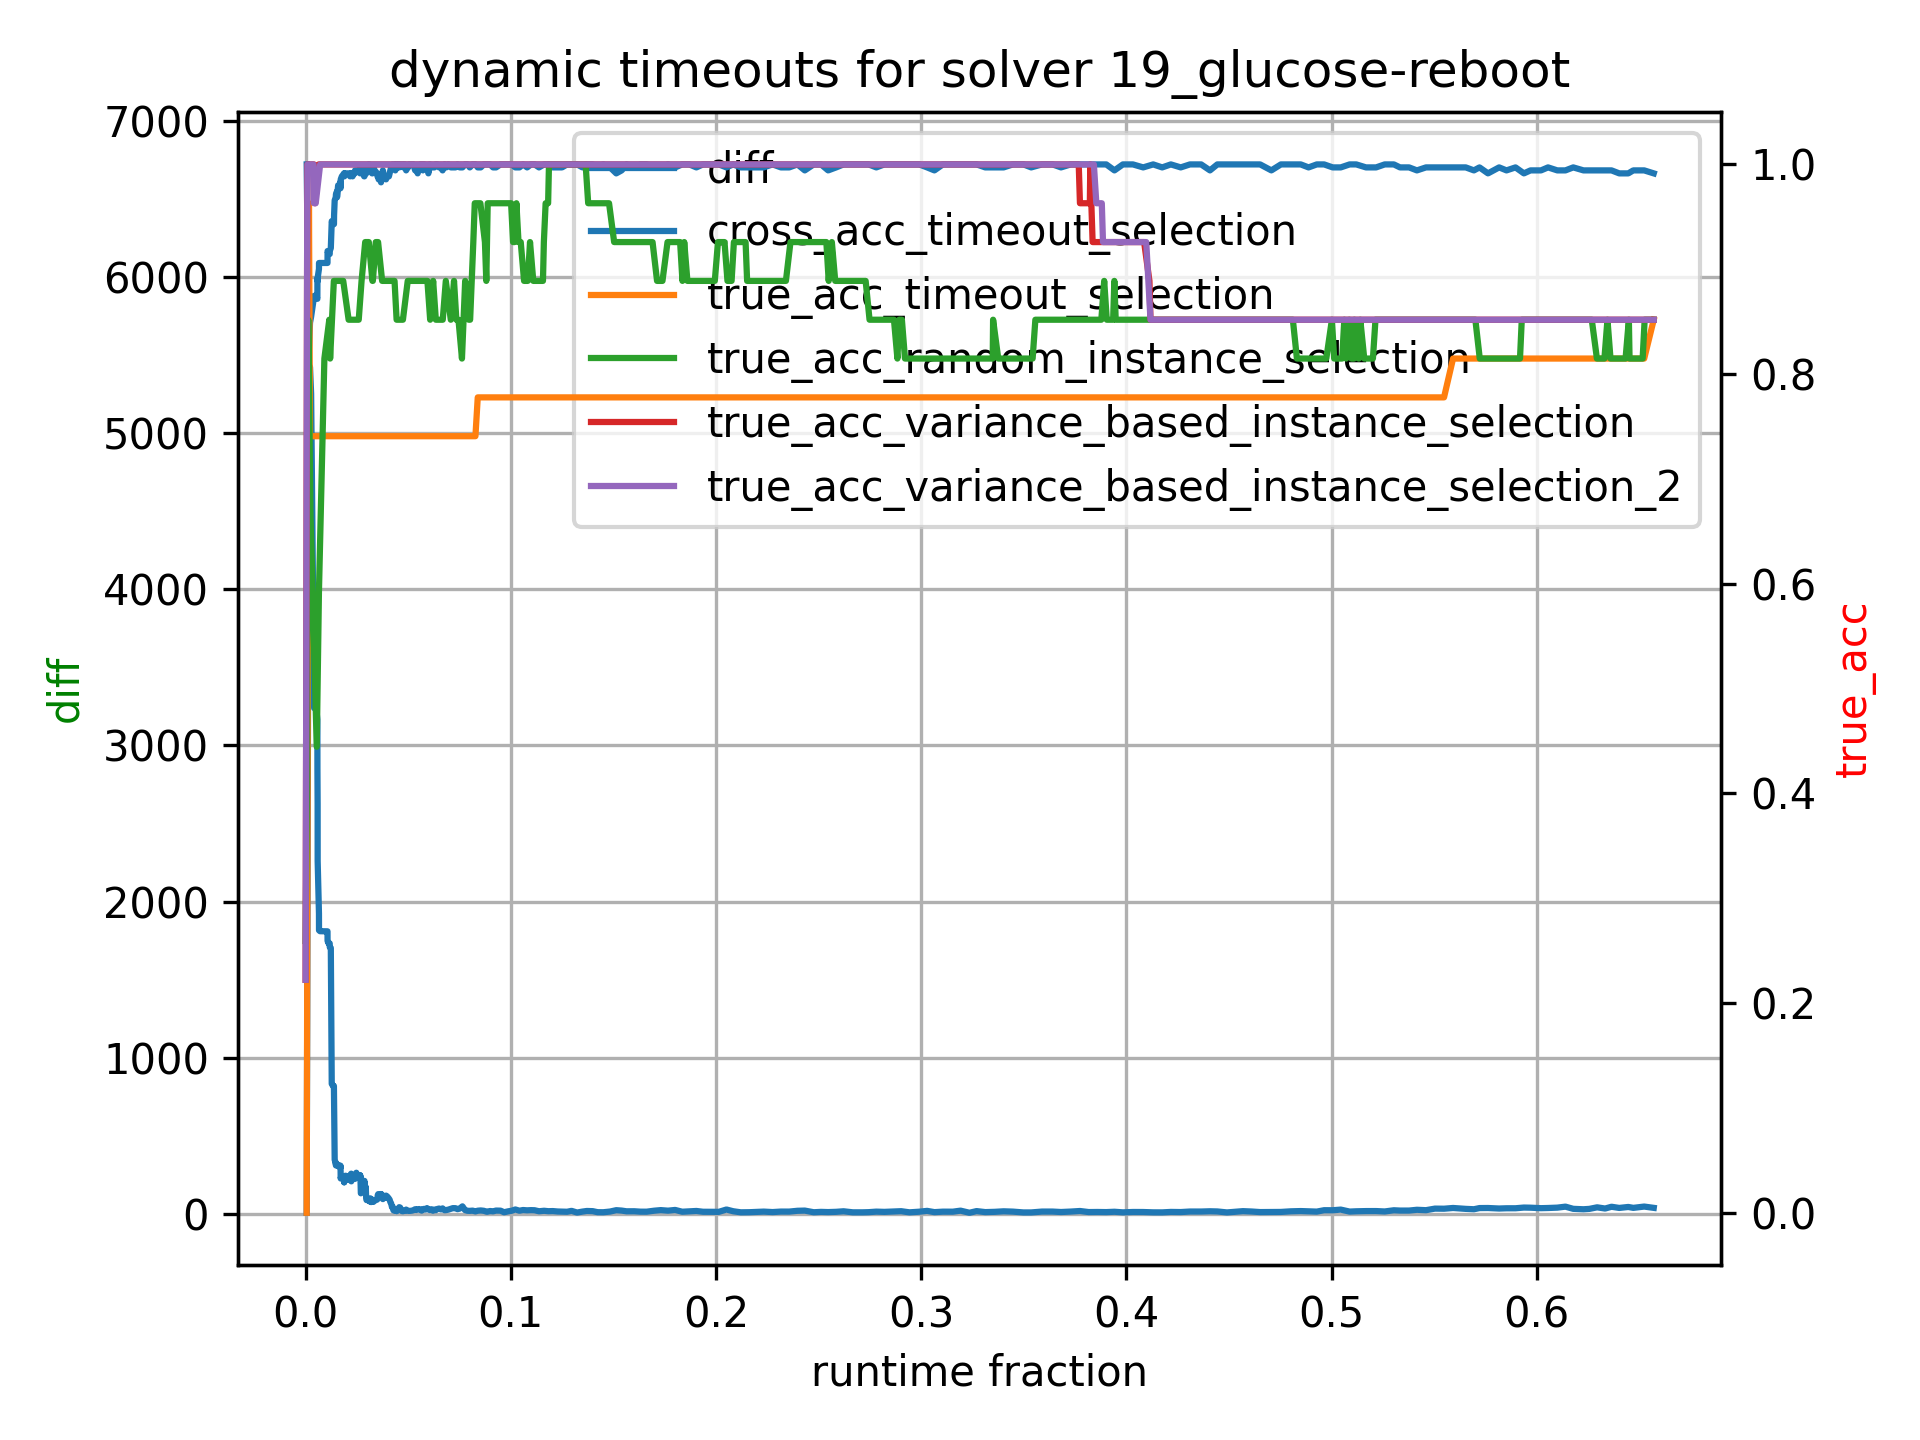 dynamic timeouts for solver 19_glucose-reboot
7000
6000
5000
4000
3000
2000
1000
0
diff
diff
cross_acc_timeout_selection
true_acc_timeout_selection
true_acc_random_instance_selection
true_acc_variance_based_instance_selection
true_acc_variance_based_instance_selection_2
1.0
0.8
0.6
0.4
0.2
0.0
true_acc
0.0 0.1 0.2 0.3 0.4 0.5 0.6
runtime fraction